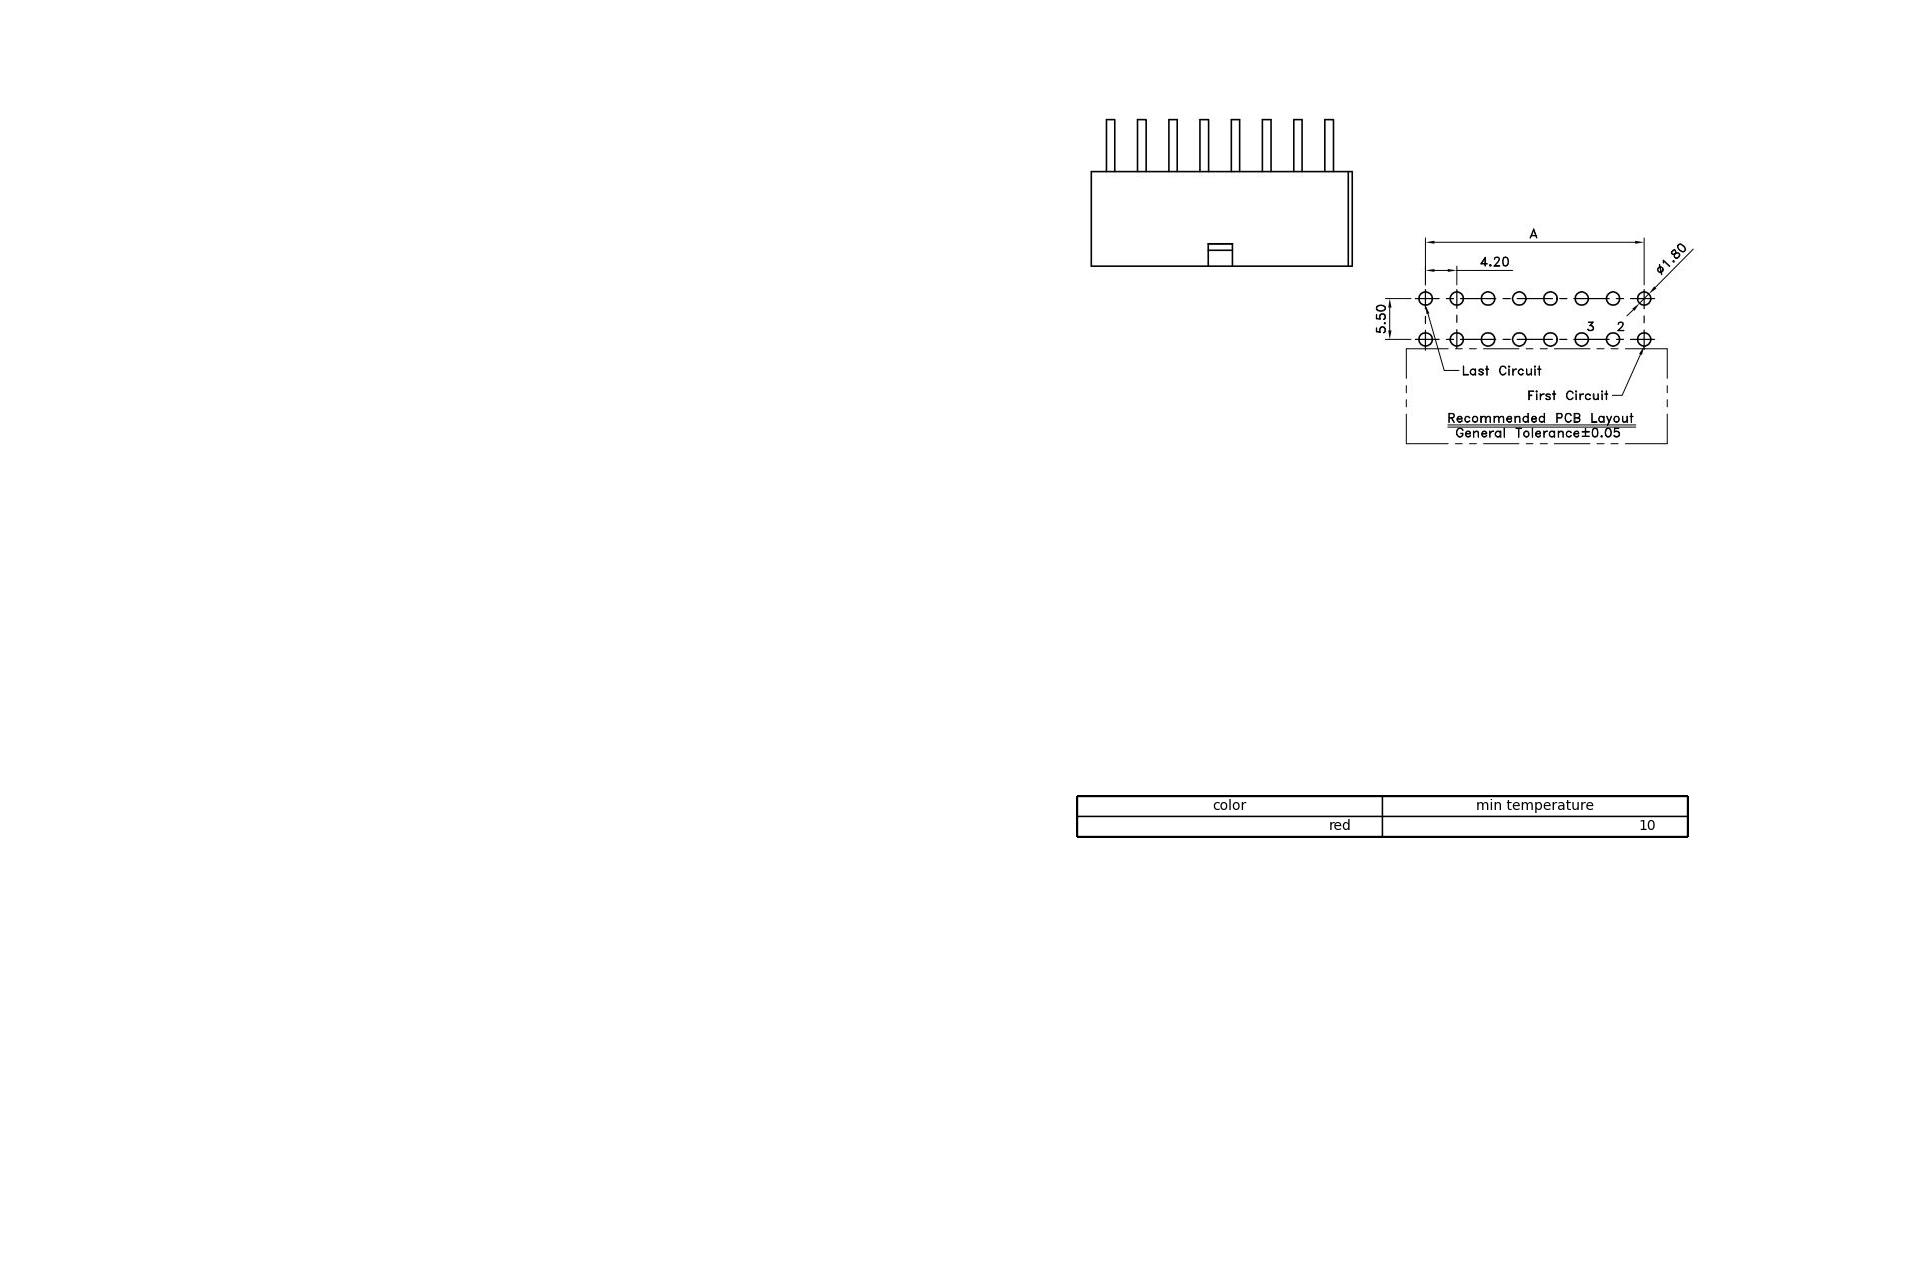 A
4.20
ø1.80
5.50
3 2
Last Circuit
First Circuit
Recommended PCB Layout
General Tolerance±0.05
color min temperature
red 10